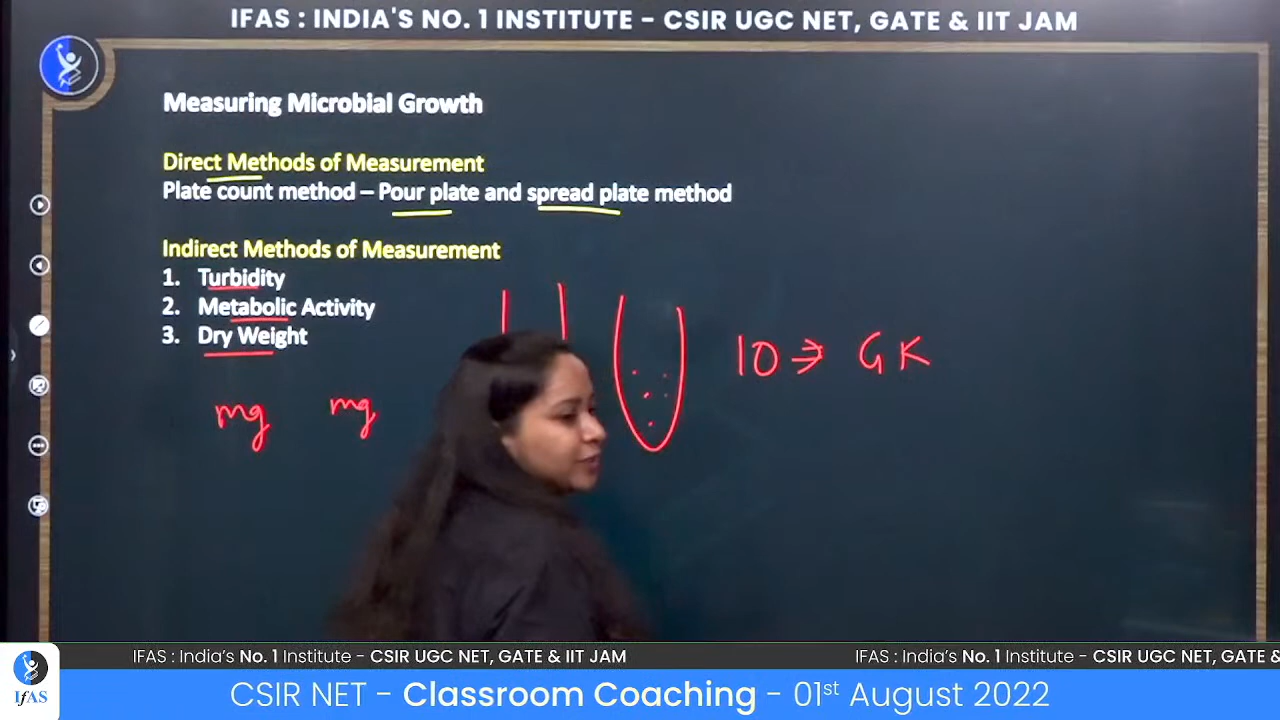 IFAS : INDIA'S NO. 1 INSTITUTE – CSIR UGC NET, GATE & IIT JAM
Measuring Microbial Growth
Direct Methods of Measurement
Plate count method – Pour plate and spread plate method
Indirect Methods of Measurement
1. Turbidity
2. Metabolic Activity
3. Dry Weight
10 → GK
mg mg
IFAS : India's No. 1 Institute – CSIR UGC NET, GATE & IIT JAM IFAS : India's No. 1 Institute – CSIR UGC NET, GATE &
IfAS
CSIR NET – Classroom Coaching – 01st August 2022